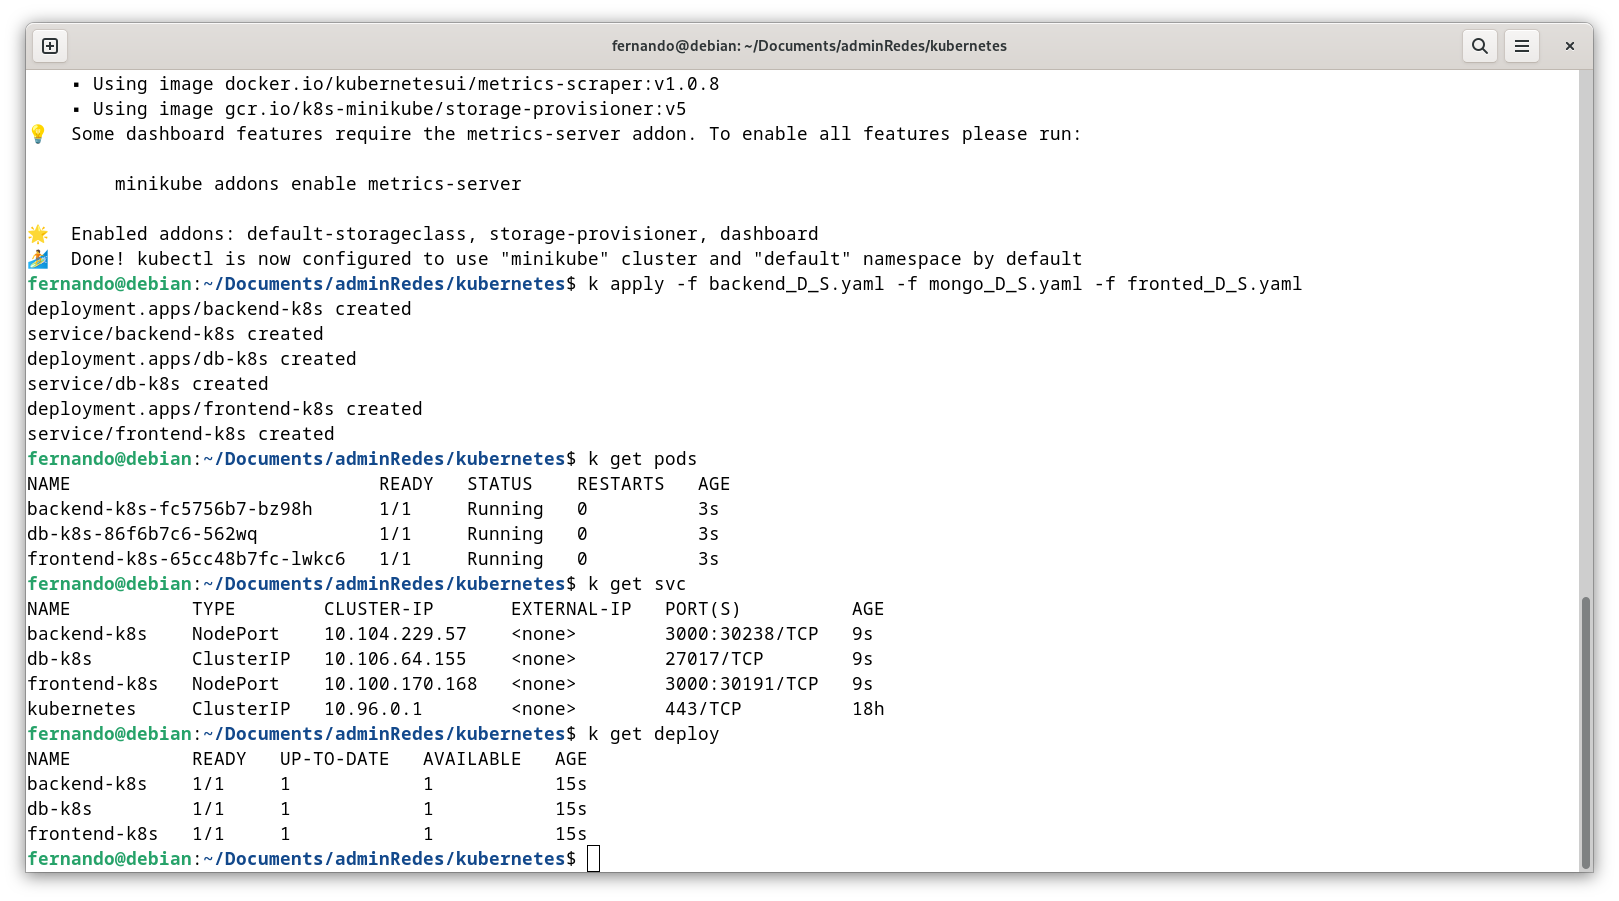 fernando@debian: ~/Documents/adminRedes/kubernetes
▪ Using image docker.io/kubernetesui/metrics-scraper:v1.0.8
▪ Using image gcr.io/k8s-minikube/storage-provisioner:v5
💡 Some dashboard features require the metrics-server addon. To enable all features please run:
minikube addons enable metrics-server
🌟 Enabled addons: default-storageclass, storage-provisioner, dashboard
🏄 Done! kubectl is now configured to use "minikube" cluster and "default" namespace by default
fernando@debian:~/Documents/adminRedes/kubernetes$ k apply -f backend_D_S.yaml -f mongo_D_S.yaml -f fronted_D_S.yaml
deployment.apps/backend-k8s created
service/backend-k8s created
deployment.apps/db-k8s created
service/db-k8s created
deployment.apps/frontend-k8s created
service/frontend-k8s created
fernando@debian:~/Documents/adminRedes/kubernetes$ k get pods
NAME                            READY   STATUS    RESTARTS   AGE
backend-k8s-fc5756b7-bz98h      1/1     Running   0          3s
db-k8s-86f6b7c6-562wq           1/1     Running   0          3s
frontend-k8s-65cc48b7fc-lwkc6   1/1     Running   0          3s
fernando@debian:~/Documents/adminRedes/kubernetes$ k get svc
NAME           TYPE        CLUSTER-IP       EXTERNAL-IP   PORT(S)          AGE
backend-k8s    NodePort    10.104.229.57    <none>        3000:30238/TCP   9s
db-k8s         ClusterIP   10.106.64.155    <none>        27017/TCP        9s
frontend-k8s   NodePort    10.100.170.168   <none>        3000:30191/TCP   9s
kubernetes     ClusterIP   10.96.0.1        <none>        443/TCP          18h
fernando@debian:~/Documents/adminRedes/kubernetes$ k get deploy
NAME           READY   UP-TO-DATE   AVAILABLE   AGE
backend-k8s    1/1     1            1           15s
db-k8s         1/1     1            1           15s
frontend-k8s   1/1     1            1           15s
fernando@debian:~/Documents/adminRedes/kubernetes$